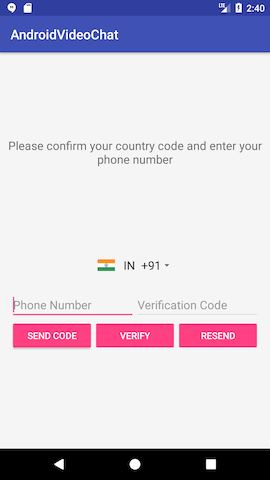 2:40
AndroidVideoChat
Please confirm your country code and enter your
phone number
IN +91
Phone Number Verification Code
SEND CODE VERIFY RESEND